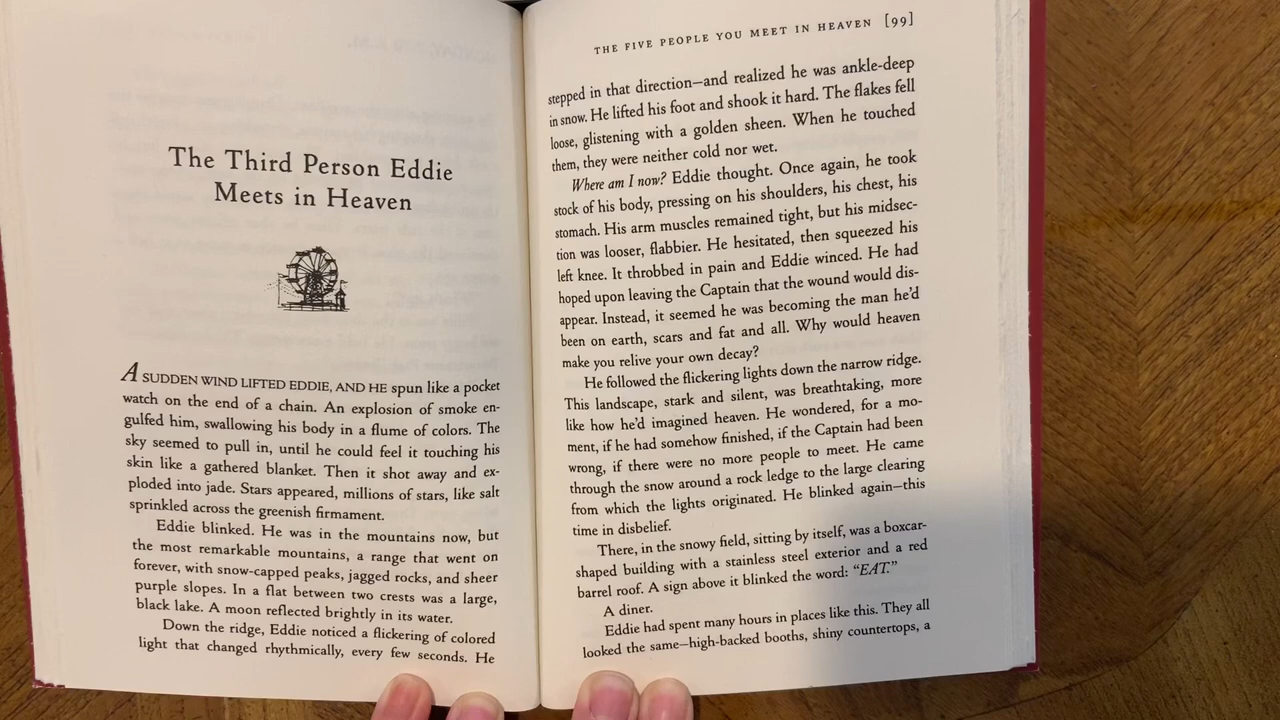 The Third Person Eddie
Meets in Heaven
A SUDDEN WIND LIFTED EDDIE, AND HE spun like a pocket
watch on the end of a chain. An explosion of smoke en-
gulfed him, swallowing his body in a flume of colors. The
sky seemed to pull in, until he could feel it touching his
skin like a gathered blanket. Then it shot away and ex-
ploded into jade. Stars appeared, millions of stars, like salt
sprinkled across the greenish firmament.
Eddie blinked. He was in the mountains now, but
the most remarkable mountains, a range that went on
forever, with snow-capped peaks, jagged rocks, and sheer
purple slopes. In a flat between two crests was a large,
black lake. A moon reflected brightly in its water.
Down the ridge, Eddie noticed a flickering of colored
light that changed rhythmically, every few seconds. He
THE FIVE PEOPLE YOU MEET IN HEAVEN [99]
stepped in that direction—and realized he was ankle-deep
in snow. He lifted his foot and shook it hard. The flakes fell
loose, glistening with a golden sheen. When he touched
them, they were neither cold nor wet.
Where am I now? Eddie thought. Once again, he took
stock of his body, pressing on his shoulders, his chest, his
stomach. His arm muscles remained tight, but his midsec-
tion was looser, flabbier. He hesitated, then squeezed his
left knee. It throbbed in pain and Eddie winced. He had
hoped upon leaving the Captain that the wound would dis-
appear. Instead, it seemed he was becoming the man he'd
been on earth, scars and fat and all. Why would heaven
make you relive your own decay?
He followed the flickering lights down the narrow ridge.
This landscape, stark and silent, was breathtaking, more
like how he'd imagined heaven. He wondered, for a mo-
ment, if he had somehow finished, if the Captain had been
wrong, if there were no more people to meet. He came
through the snow around a rock ledge to the large clearing
from which the lights originated. He blinked again—this
time in disbelief.
There, in the snowy field, sitting by itself, was a boxcar-
shaped building with a stainless steel exterior and a red
barrel roof. A sign above it blinked the word: "EAT."
A diner.
Eddie had spent many hours in places like this. They all
looked the same—high-backed booths, shiny countertops, a